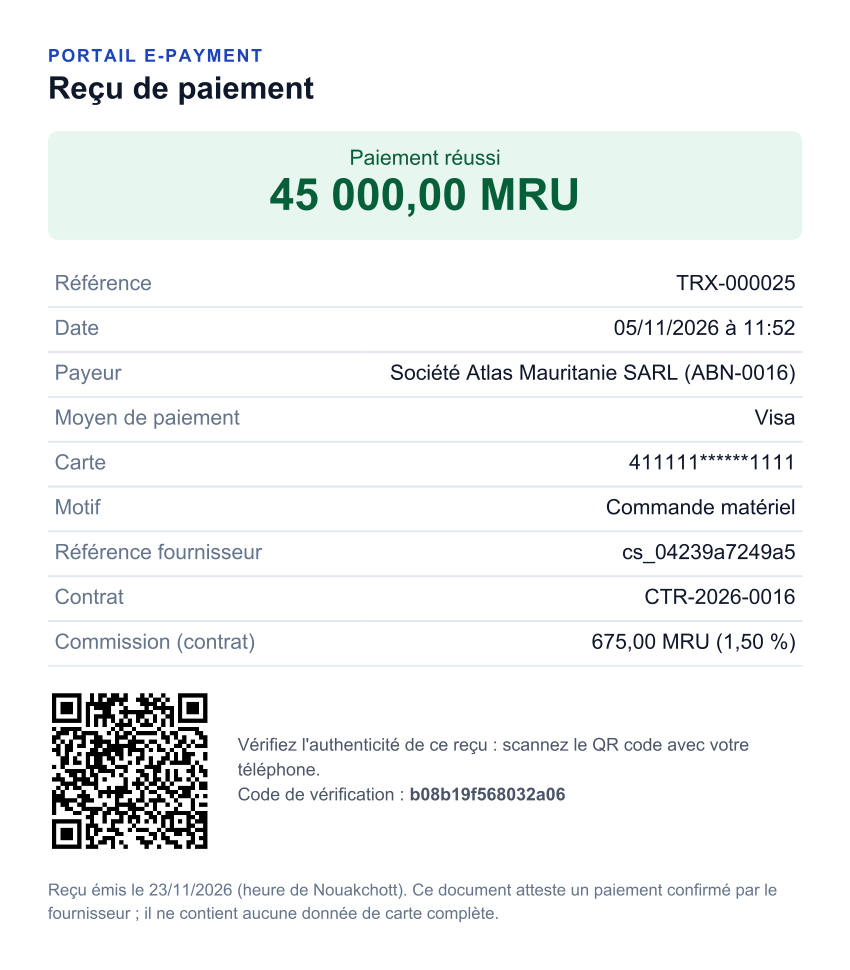 PORTAIL E-PAYMENT
Reçu de paiement
Paiement réussi
45 000,00 MRU
Référence TRX-000025
Date 05/11/2026 à 11:52
Payeur Société Atlas Mauritanie SARL (ABN-0016)
Moyen de paiement Visa
Carte 411111******1111
Motif Commande matériel
Référence fournisseur cs_04239a7249a5
Contrat CTR-2026-0016
Commission (contrat) 675,00 MRU (1,50 %)
Vérifiez l'authenticité de ce reçu : scannez le QR code avec votre
téléphone.
Code de vérification : b08b19f568032a06
Reçu émis le 23/11/2026 (heure de Nouakchott). Ce document atteste un paiement confirmé par le
fournisseur ; il ne contient aucune donnée de carte complète.